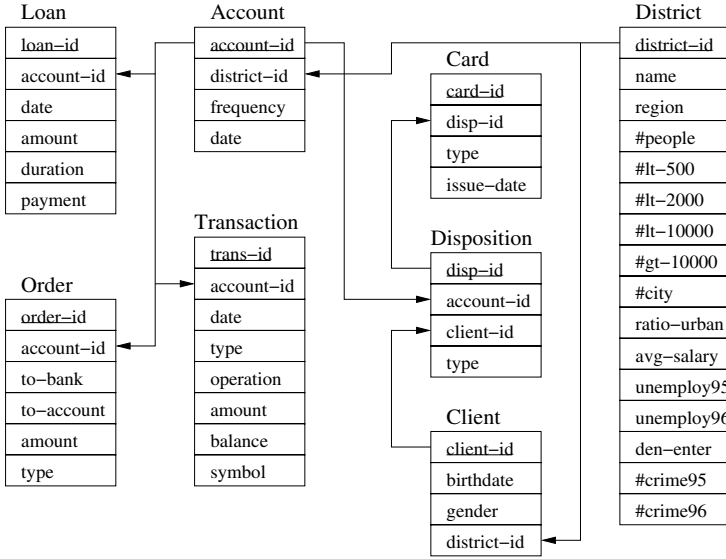 Loan
loan-id
account-id
date
amount
duration
payment
Account
account-id
district-id
frequency
date
Card
card-id
disp-id
type
issue-date
District
district-id
name
region
#people
#lt-500
#lt-2000
#lt-10000
#gt-10000
#city
ratio-urban
avg-salary
unemploy95
unemploy96
den-enter
#crime95
#crime96
Order
order-id
account-id
to-bank
to-account
amount
type
Transaction
trans-id
account-id
date
type
operation
amount
balance
symbol
Disposition
disp-id
account-id
client-id
type
Client
client-id
birthdate
gender
district-id